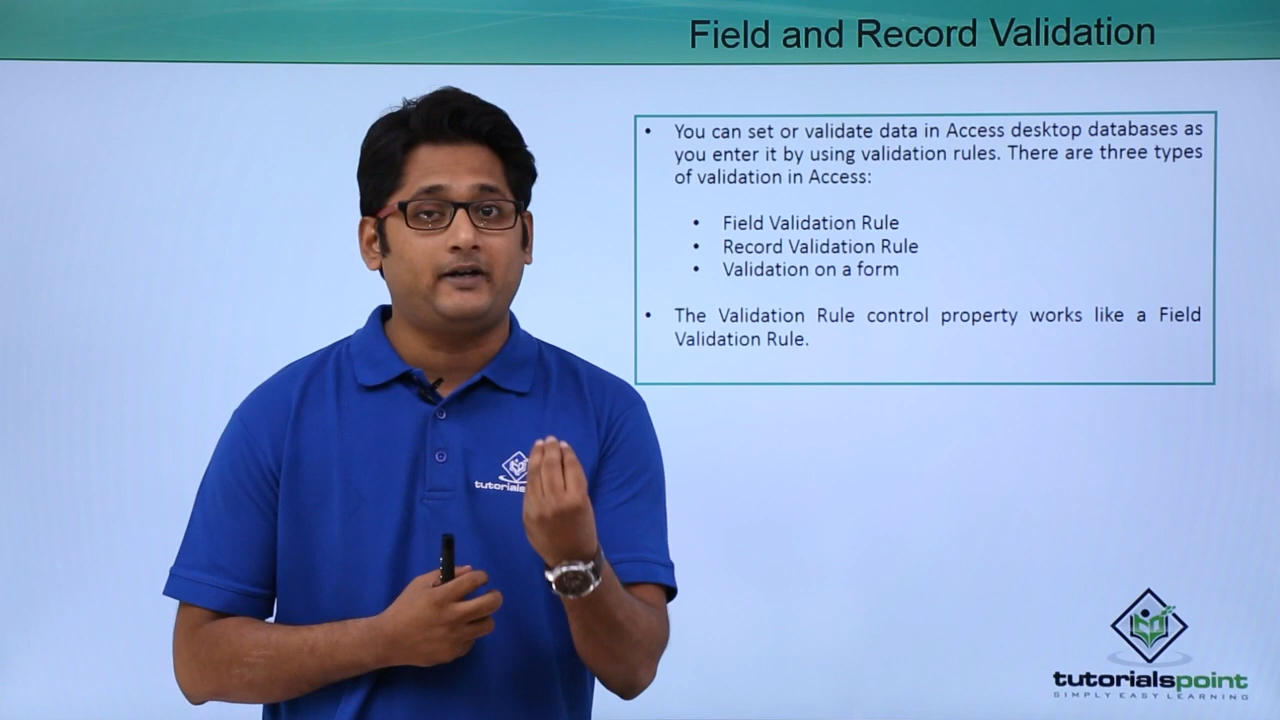 Field and Record Validation
• You can set or validate data in Access desktop databases as
you enter it by using validation rules. There are three types
of validation in Access:
• Field Validation Rule
• Record Validation Rule
• Validation on a form
• The Validation Rule control property works like a Field
Validation Rule.
tutorials
tutorialspoint
SIMPLY EASY LEARNING